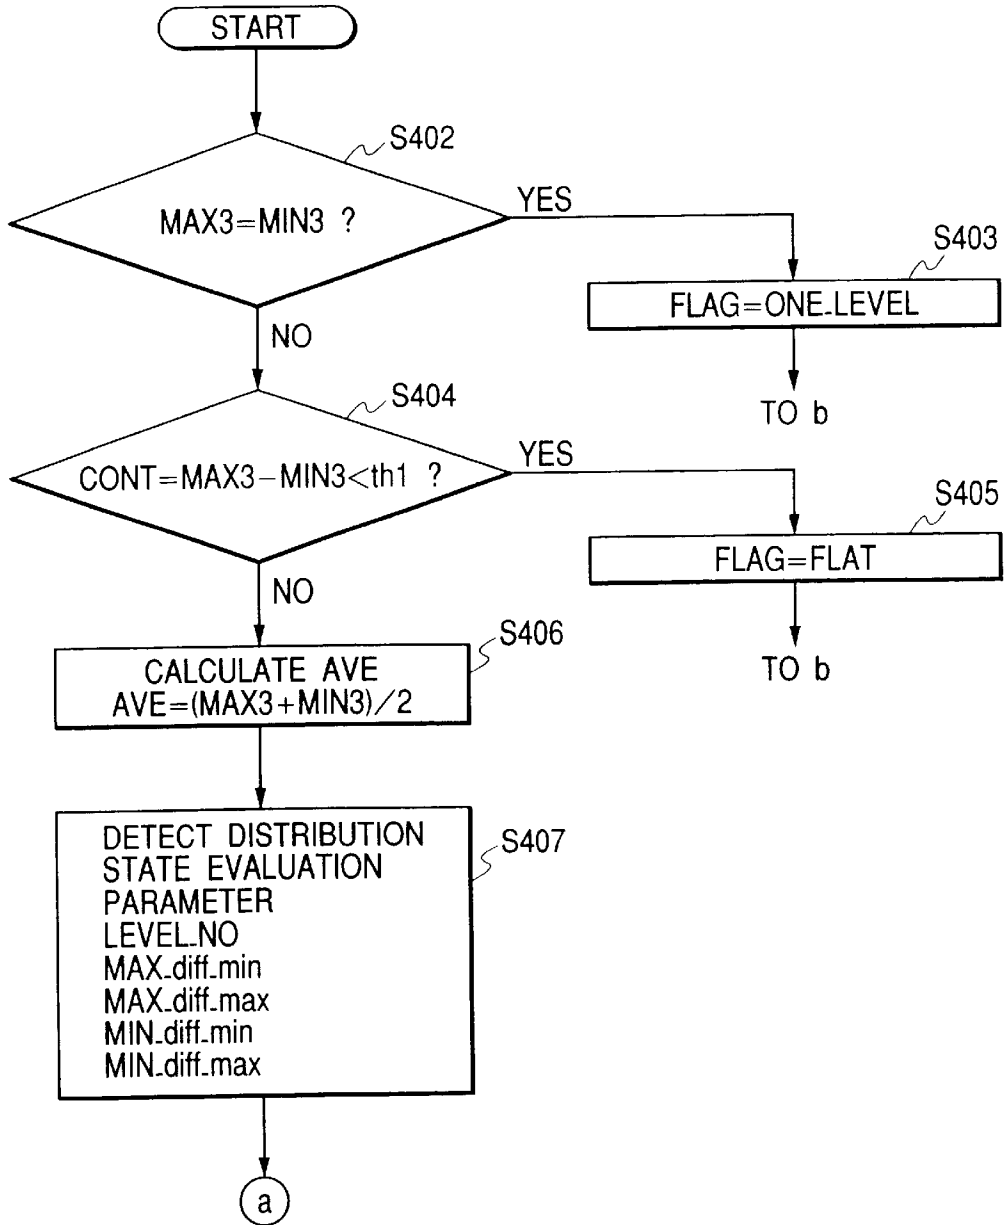 START
S402
MAX3=MIN3 ?
YES
S403
FLAG=ONE_LEVEL
NO
TO b
S404
CONT=MAX3-MIN3<th1 ?
YES
S405
FLAG=FLAT
NO
TO b
S406
CALCULATE AVE
AVE=(MAX3+MIN3)/2
S407
DETECT DISTRIBUTION
STATE EVALUATION
PARAMETER
LEVEL_NO
MAX_diff_min
MAX_diff_max
MIN_diff_min
MIN_diff_max
a